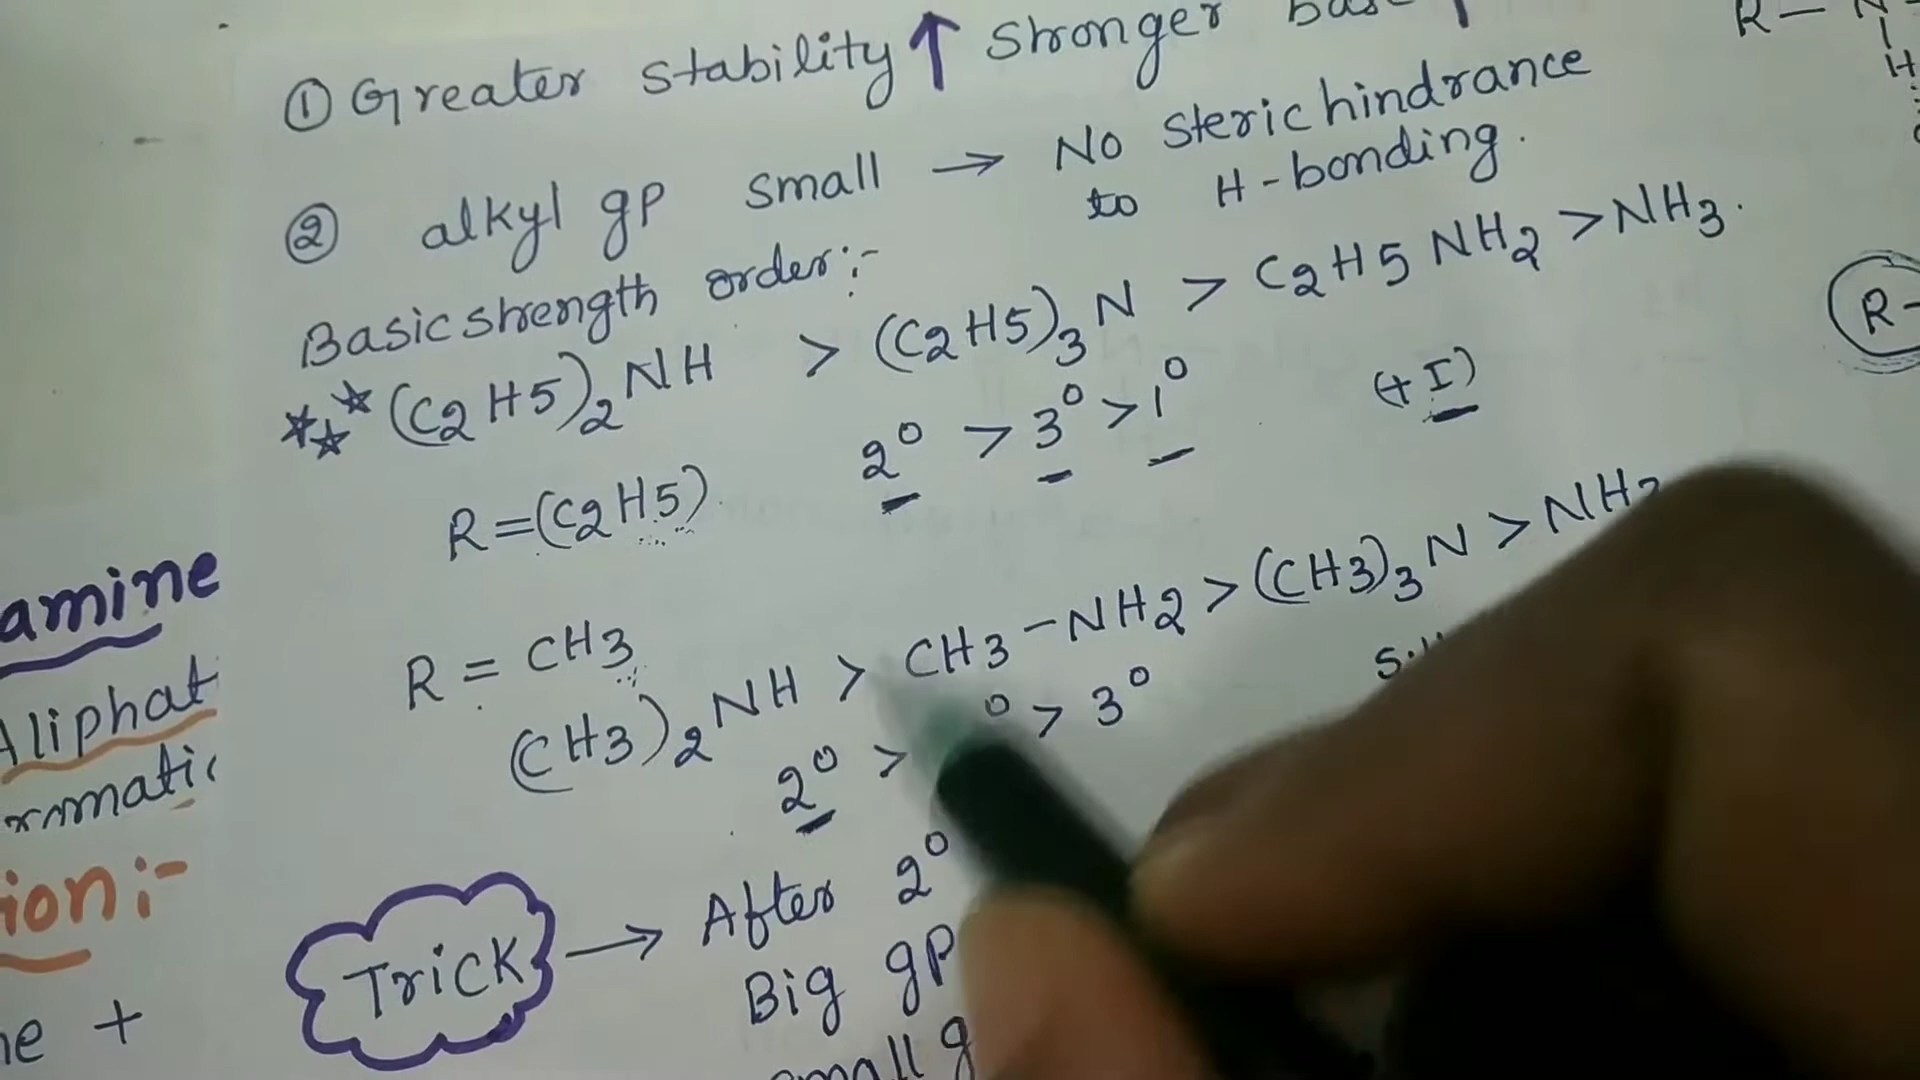 ① Greater stability ↑ Stronger
② alkyl gp small → No Steric hindrance
to H-bonding.
Basic strength order:-
(C2H5)2NH > (C2H5)3N > C2H5NH2 > NH3.
2° > 3° > 1°
(+I)
R=(C2H5)
R = CH3
(CH3)2NH > CH3-NH2 > (CH3)3N >
2° > ° > 3°
TricK → After 2°
Big gp
small
amine
ion:-
+
R-
R-N
H